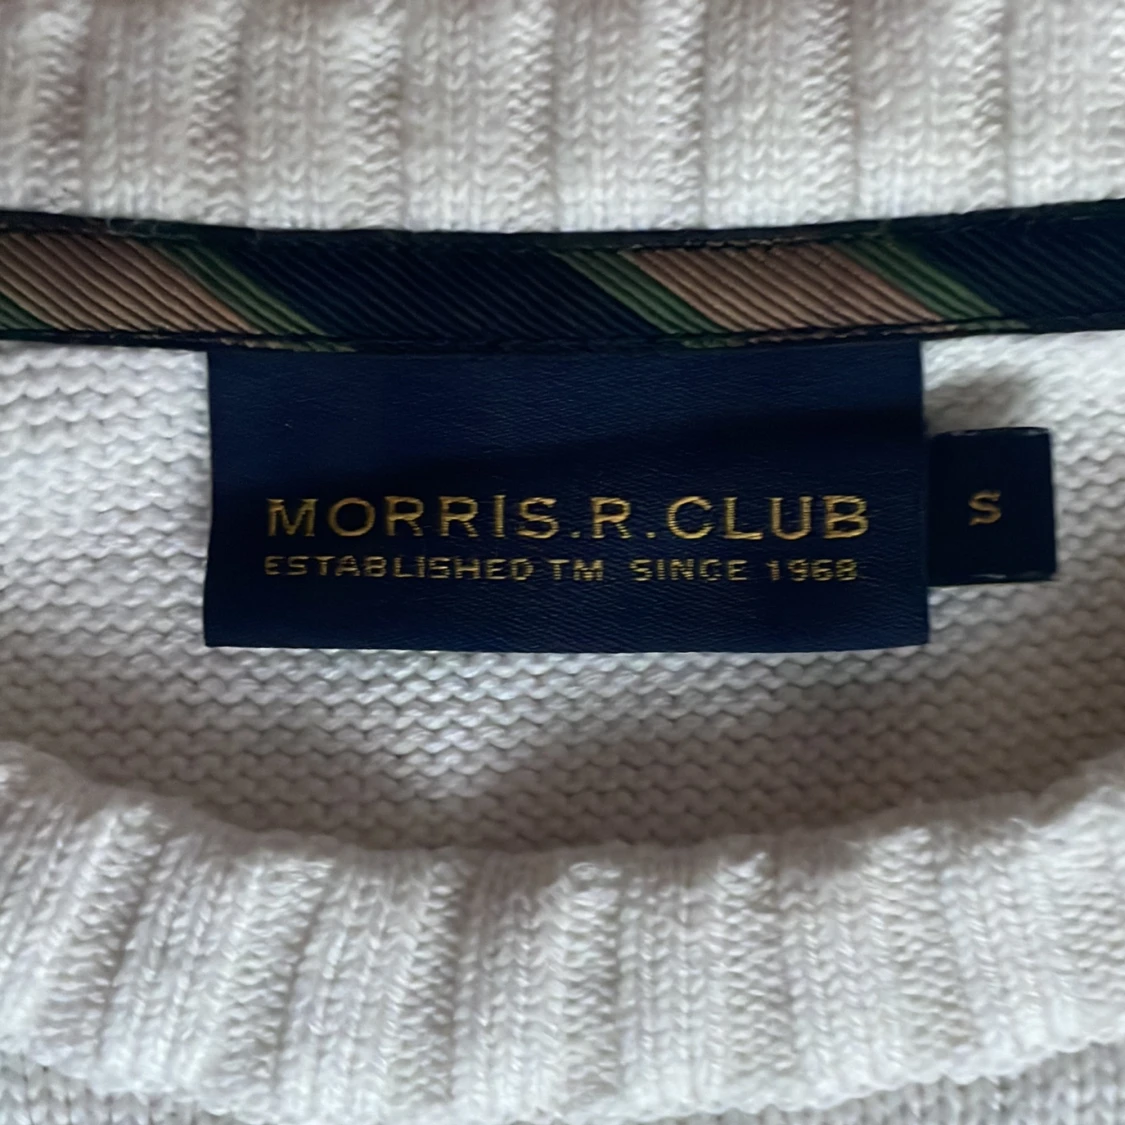 MORRIS.R.CLUB
ESTABLISHED TM SINCE 1968
S